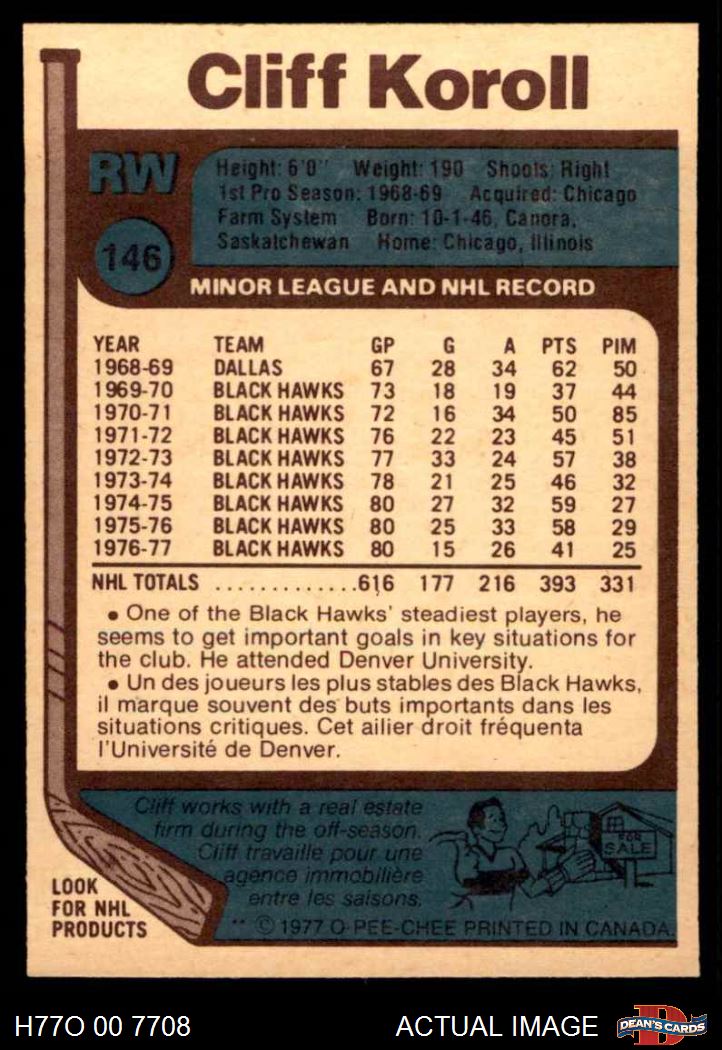 Cliff Koroll
RW
146
Height: 6'0" Weight: 190 Shoots: Right
1st Pro Season: 1968-69 Acquired: Chicago
Farm System Born: 10-1-46, Canora,
Saskatchewan Home: Chicago, Illinois
MINOR LEAGUE AND NHL RECORD
YEAR TEAM GP G A PTS PIM
1968-69 DALLAS 67 28 34 62 50
1969-70 BLACK HAWKS 73 18 19 37 44
1970-71 BLACK HAWKS 72 16 34 50 85
1971-72 BLACK HAWKS 76 22 23 45 51
1972-73 BLACK HAWKS 77 33 24 57 38
1973-74 BLACK HAWKS 78 21 25 46 32
1974-75 BLACK HAWKS 80 27 32 59 27
1975-76 BLACK HAWKS 80 25 33 58 29
1976-77 BLACK HAWKS 80 15 26 41 25
NHL TOTALS .............616 177 216 393 331
• One of the Black Hawks' steadiest players, he
seems to get important goals in key situations for
the club. He attended Denver University.
• Un des joueurs les plus stables des Black Hawks,
il marque souvent des buts importants dans les
situations critiques. Cet ailier droit fréquenta
l'Université de Denver.
Cliff works with a real estate
firm during the off-season.
Cliff travaille pour une
agence immobilière
entre les saisons.
FOR
SALE
LOOK
FOR NHL
PRODUCTS
** © 1977 O-PEE-CHEE PRINTED IN CANADA.
H77O 00 7708
ACTUAL IMAGE
D
DEAN'S CARDS